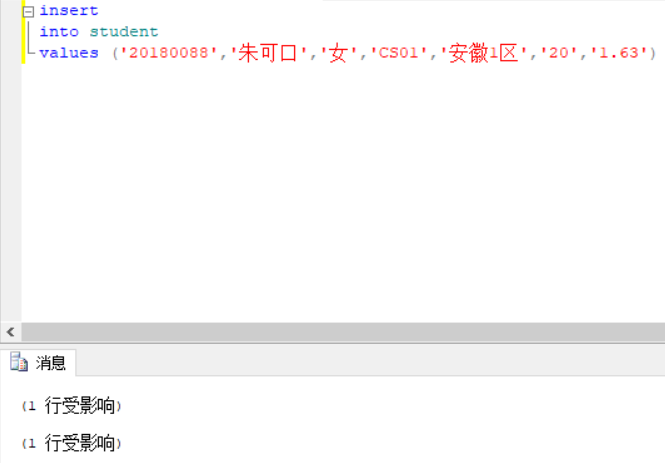 insert
into student
values ('20180088','朱可口','女','CS01','安徽1区','20','1.63')
消息
(1 行受影响)
(1 行受影响)